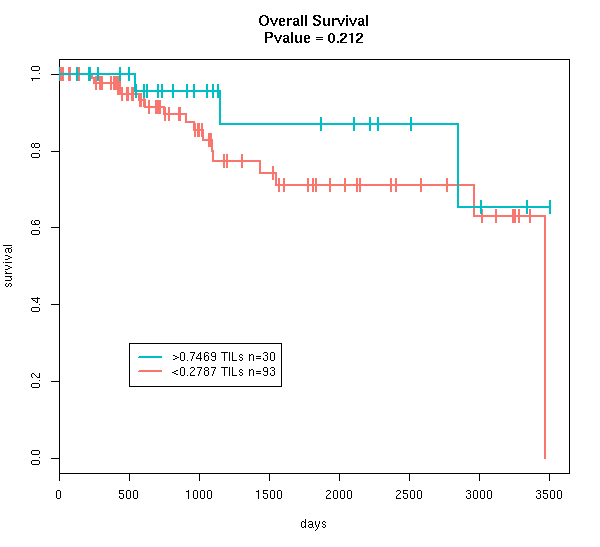 Overall Survival
Pvalue = 0.212
1.0
0.8
0.6
0.4
0.2
0.0
survival
>0.7469 TILs n=30
<0.2787 TILs n=93
0 500 1000 1500 2000 2500 3000 3500
days